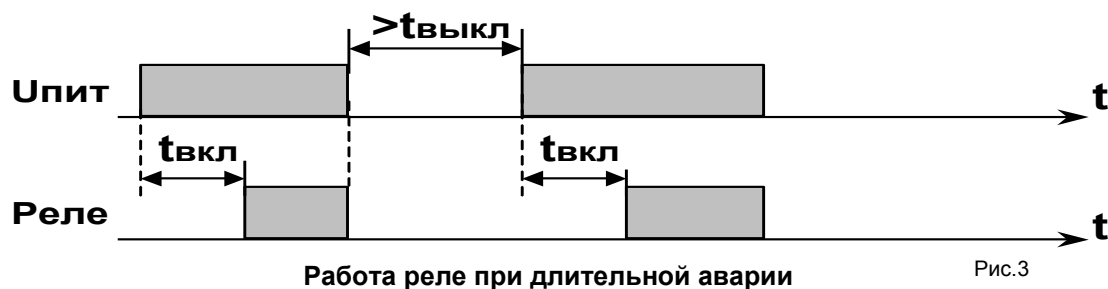 >tвыкл
Uпит
t
tвкл
tвкл
Реле
t
Работа реле при длительной аварии
Рис.3